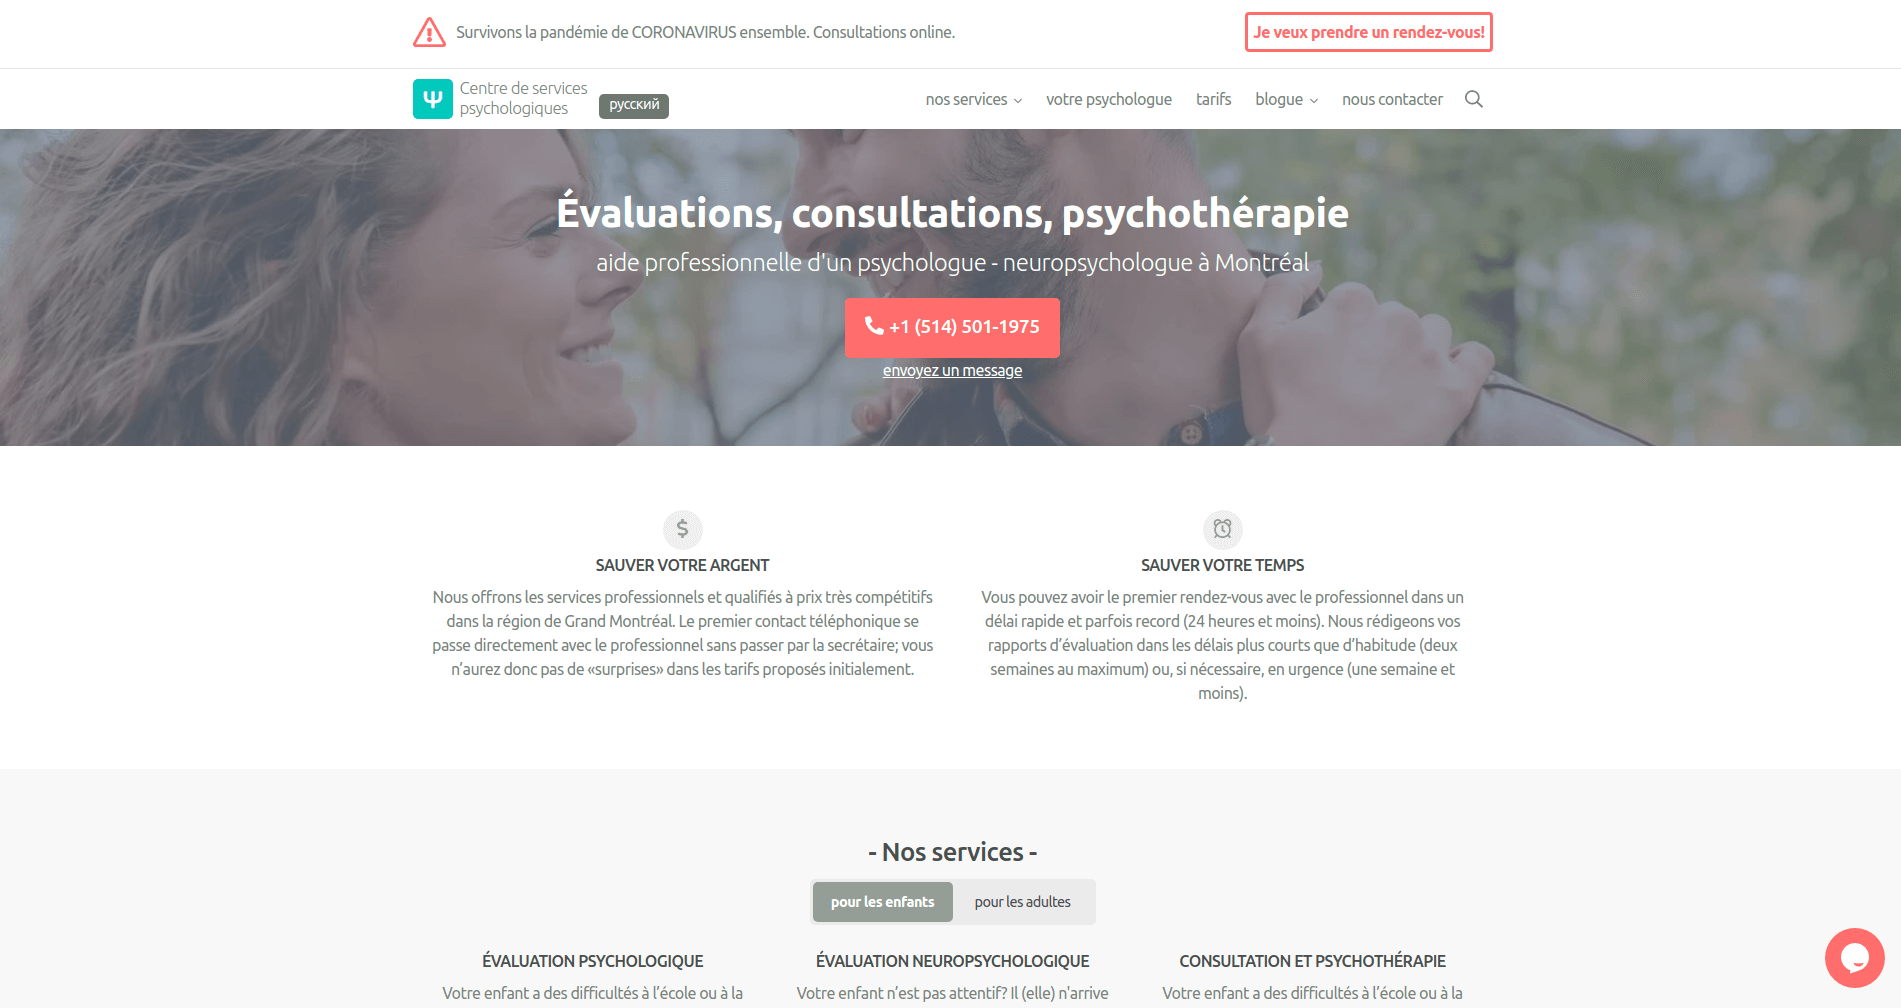 Survivons la pandémie de CORONAVIRUS ensemble. Consultations online.
Je veux prendre un rendez-vous!
Ψ
Centre de services
psychologiques
русский
nos services
votre psychologue
tarifs
blogue
nous contacter
Évaluations, consultations, psychothérapie
aide professionnelle d'un psychologue - neuropsychologue à Montréal
+1 (514) 501-1975
envoyez un message
$
SAUVER VOTRE ARGENT
Nous offrons les services professionnels et qualifiés à prix très compétitifs
dans la région de Grand Montréal. Le premier contact téléphonique se
passe directement avec le professionnel sans passer par la secrétaire; vous
n’aurez donc pas de «surprises» dans les tarifs proposés initialement.
SAUVER VOTRE TEMPS
Vous pouvez avoir le premier rendez-vous avec le professionnel dans un
délai rapide et parfois record (24 heures et moins). Nous rédigeons vos
rapports d’évaluation dans les délais plus courts que d’habitude (deux
semaines au maximum) ou, si nécessaire, en urgence (une semaine et
moins).
- Nos services -
pour les enfants
pour les adultes
ÉVALUATION PSYCHOLOGIQUE
Votre enfant a des difficultés à l’école ou à la
ÉVALUATION NEUROPSYCHOLOGIQUE
Votre enfant n’est pas attentif? Il (elle) n'arrive
CONSULTATION ET PSYCHOTHÉRAPIE
Votre enfant a des difficultés à l’école ou à la